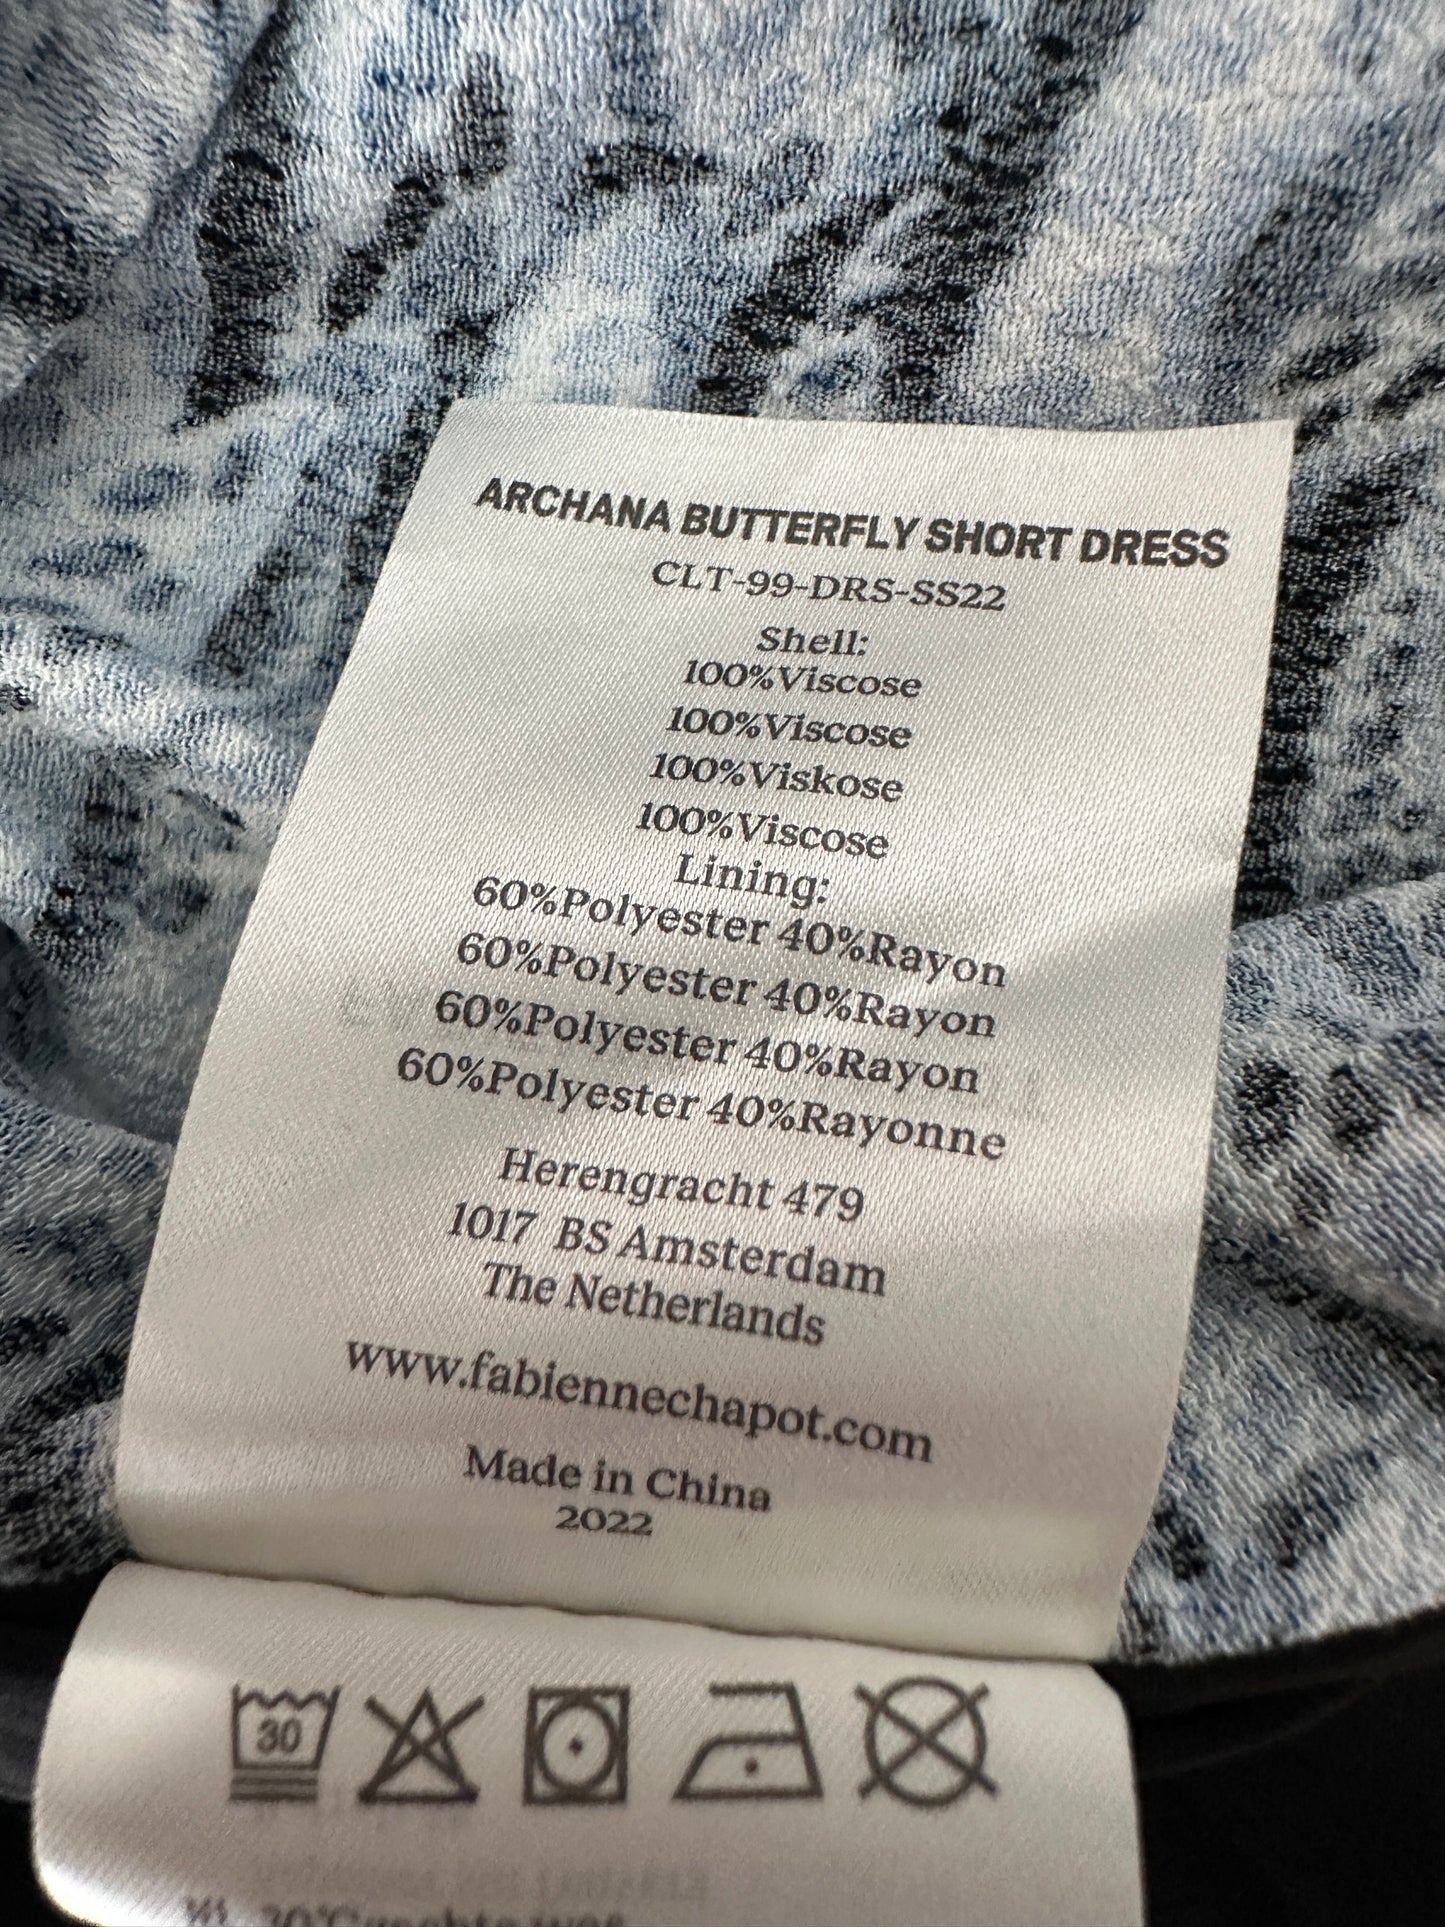 ARCHANA BUTTERFLY SHORT DRESS
CLT-99-DRS-SS22
Shell:
100%Viscose
100%Viscose
100%Viskose
100%Viscose
Lining:
60%Polyester 40%Rayon
60%Polyester 40%Rayon
60%Polyester 40%Rayon
60%Polyester 40%Rayonne
Herengracht 479
1017 BS Amsterdam
The Netherlands
www.fabiennechapot.com
Made in China
2022
30